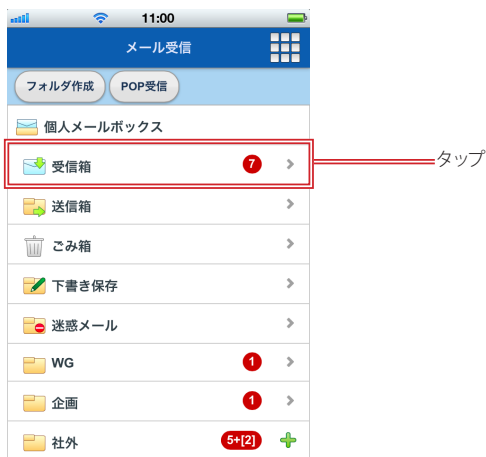 11:00
メール受信
フォルダ作成 POP受信
個人メールボックス
受信箱 7
タップ
送信箱
ごみ箱
下書き保存
迷惑メール
WG 1
企画 1
社外 5+[2]